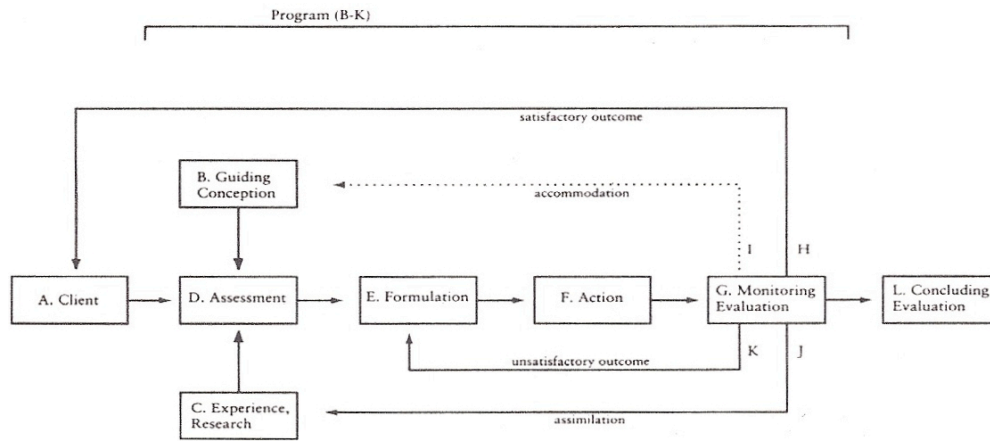 Program (B-K)
satisfactory outcome
B. Guiding
Conception
accommodation
I
H
A. Client
D. Assessment
E. Formulation
F. Action
G. Monitoring
Evaluation
L. Concluding
Evaluation
unsatisfactory outcome
K
J
C. Experience,
Research
assimilation